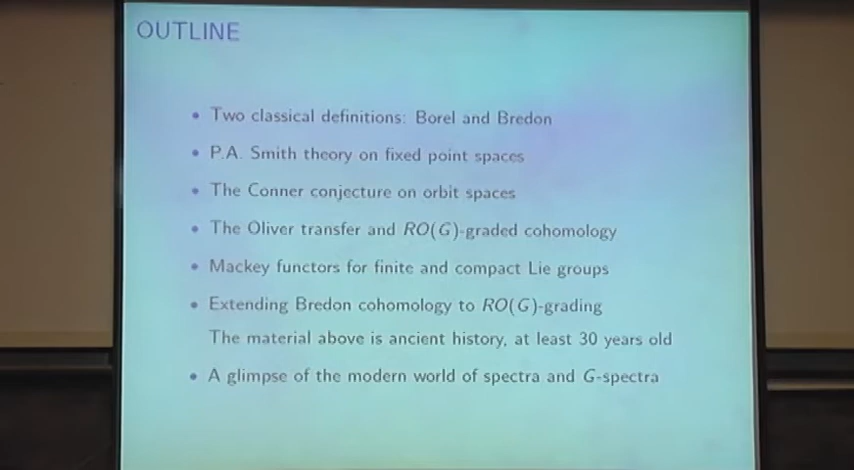 OUTLINE
• Two classical definitions: Borel and Bredon
• P.A. Smith theory on fixed point spaces
• The Conner conjecture on orbit spaces
• The Oliver transfer and RO(G)-graded cohomology
• Mackey functors for finite and compact Lie groups
• Extending Bredon cohomology to RO(G)-grading
The material above is ancient history, at least 30 years old
• A glimpse of the modern world of spectra and G-spectra